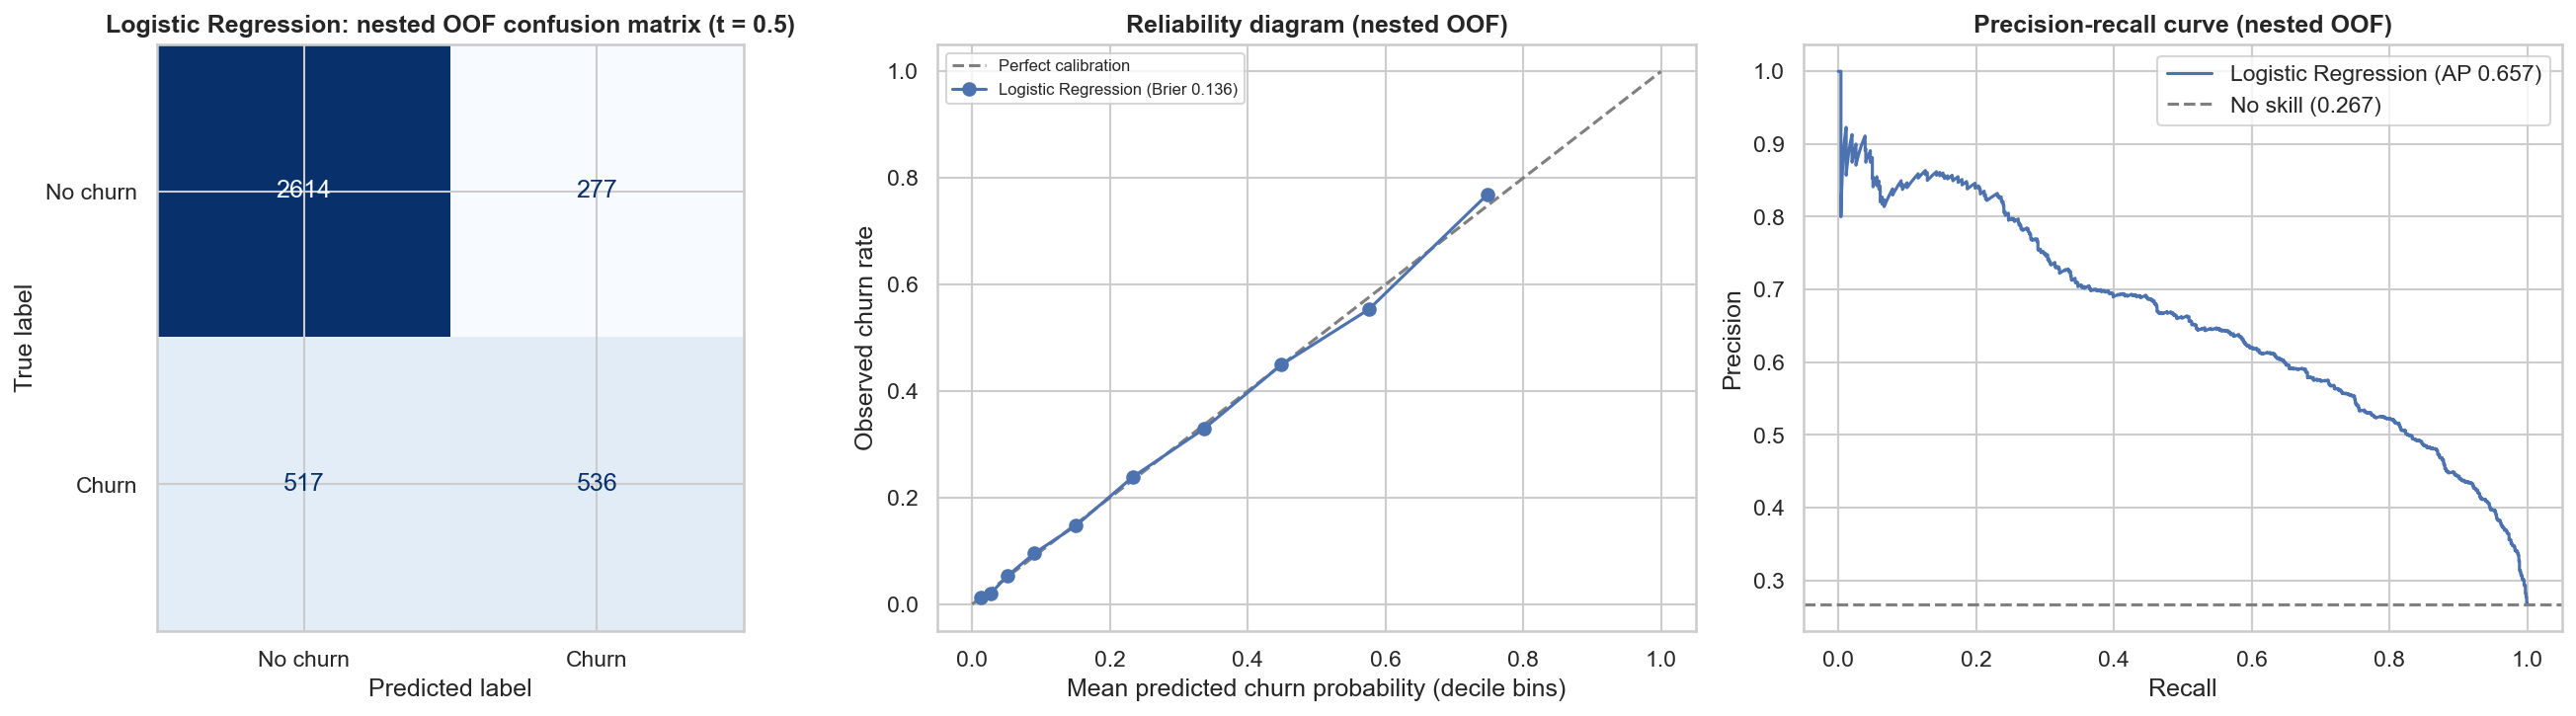 Logistic Regression: nested OOF confusion matrix (t = 0.5)
True label
No churn
Churn
2614
277
517
536
No churn
Churn
Predicted label
Reliability diagram (nested OOF)
Perfect calibration
Logistic Regression (Brier 0.136)
Observed churn rate
1.0
0.8
0.6
0.4
0.2
0.0
0.0
0.2
0.4
0.6
0.8
1.0
Mean predicted churn probability (decile bins)
Precision-recall curve (nested OOF)
Logistic Regression (AP 0.657)
No skill (0.267)
Precision
1.0
0.9
0.8
0.7
0.6
0.5
0.4
0.3
0.0
0.2
0.4
0.6
0.8
1.0
Recall